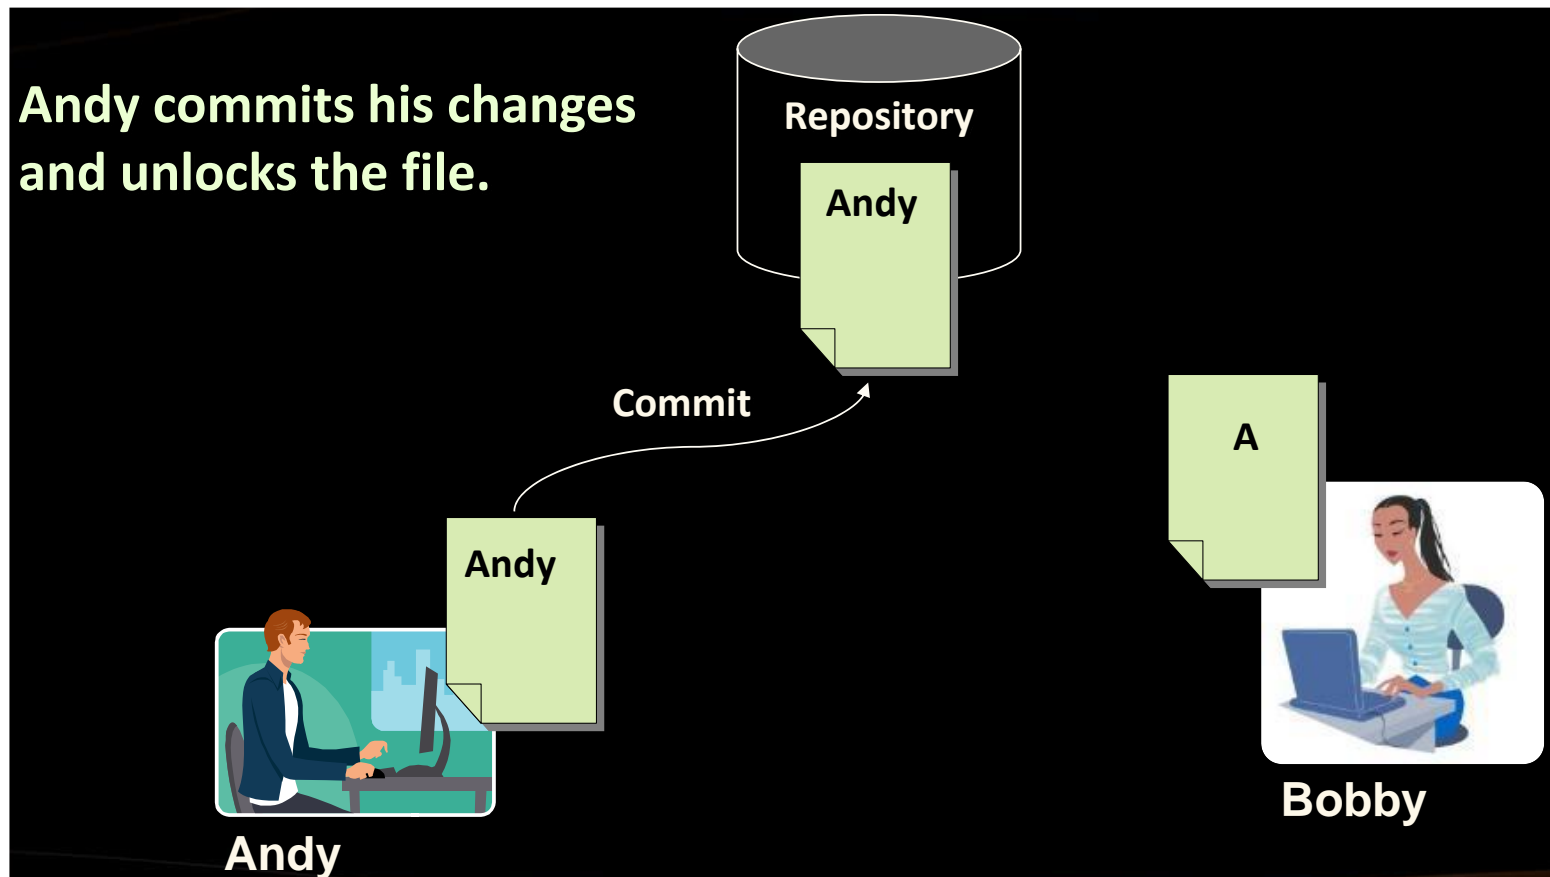 Andy commits his changes
and unlocks the file.
Repository
Andy
Commit
A
Andy
Bobby
Andy